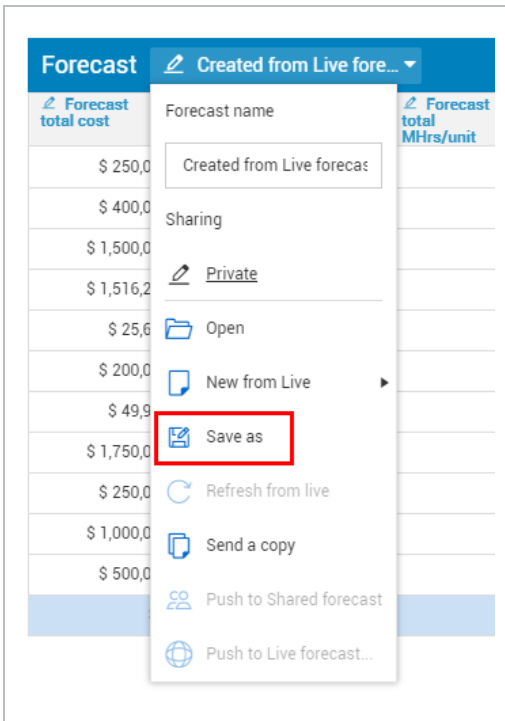 Forecast Created from Live fore...
Forecast
total cost
Forecast
total
MHrs/unit
Forecast name
Created from Live forecas
Sharing
Private
Open
New from Live
Save as
Refresh from live
Send a copy
Push to Shared forecast
Push to Live forecast...
$ 250,0
$ 400,0
$ 1,500,0
$ 1,516,2
$ 25,6
$ 200,0
$ 49,9
$ 1,750,0
$ 250,0
$ 1,000,0
$ 500,0